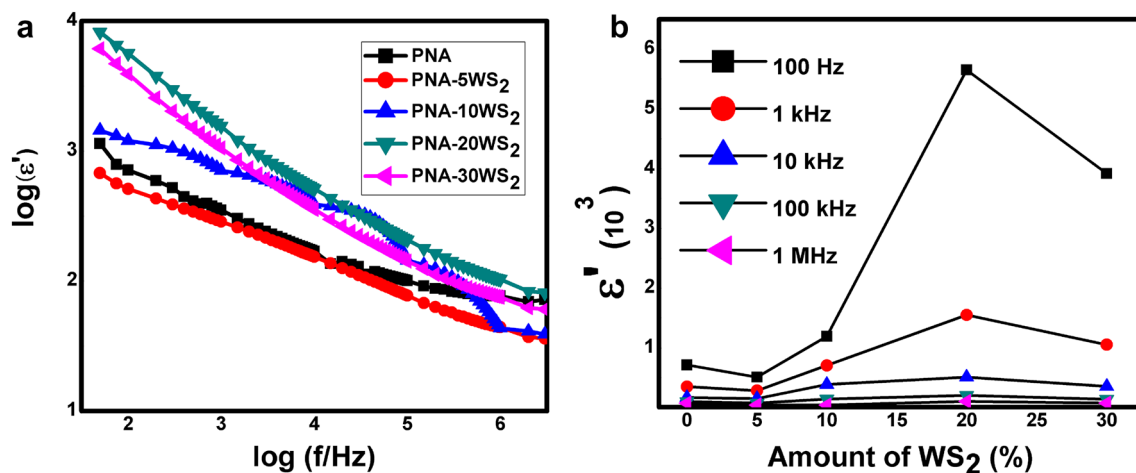 a
log(ε')
4
3
2
1
2 3 4 5 6
log (f/Hz)
PNA
PNA-5WS₂
PNA-10WS₂
PNA-20WS₂
PNA-30WS₂
b
ε' (10³)
6
5
4
3
2
1
0 5 10 15 20 25 30
Amount of WS₂ (%)
100 Hz
1 kHz
10 kHz
100 kHz
1 MHz